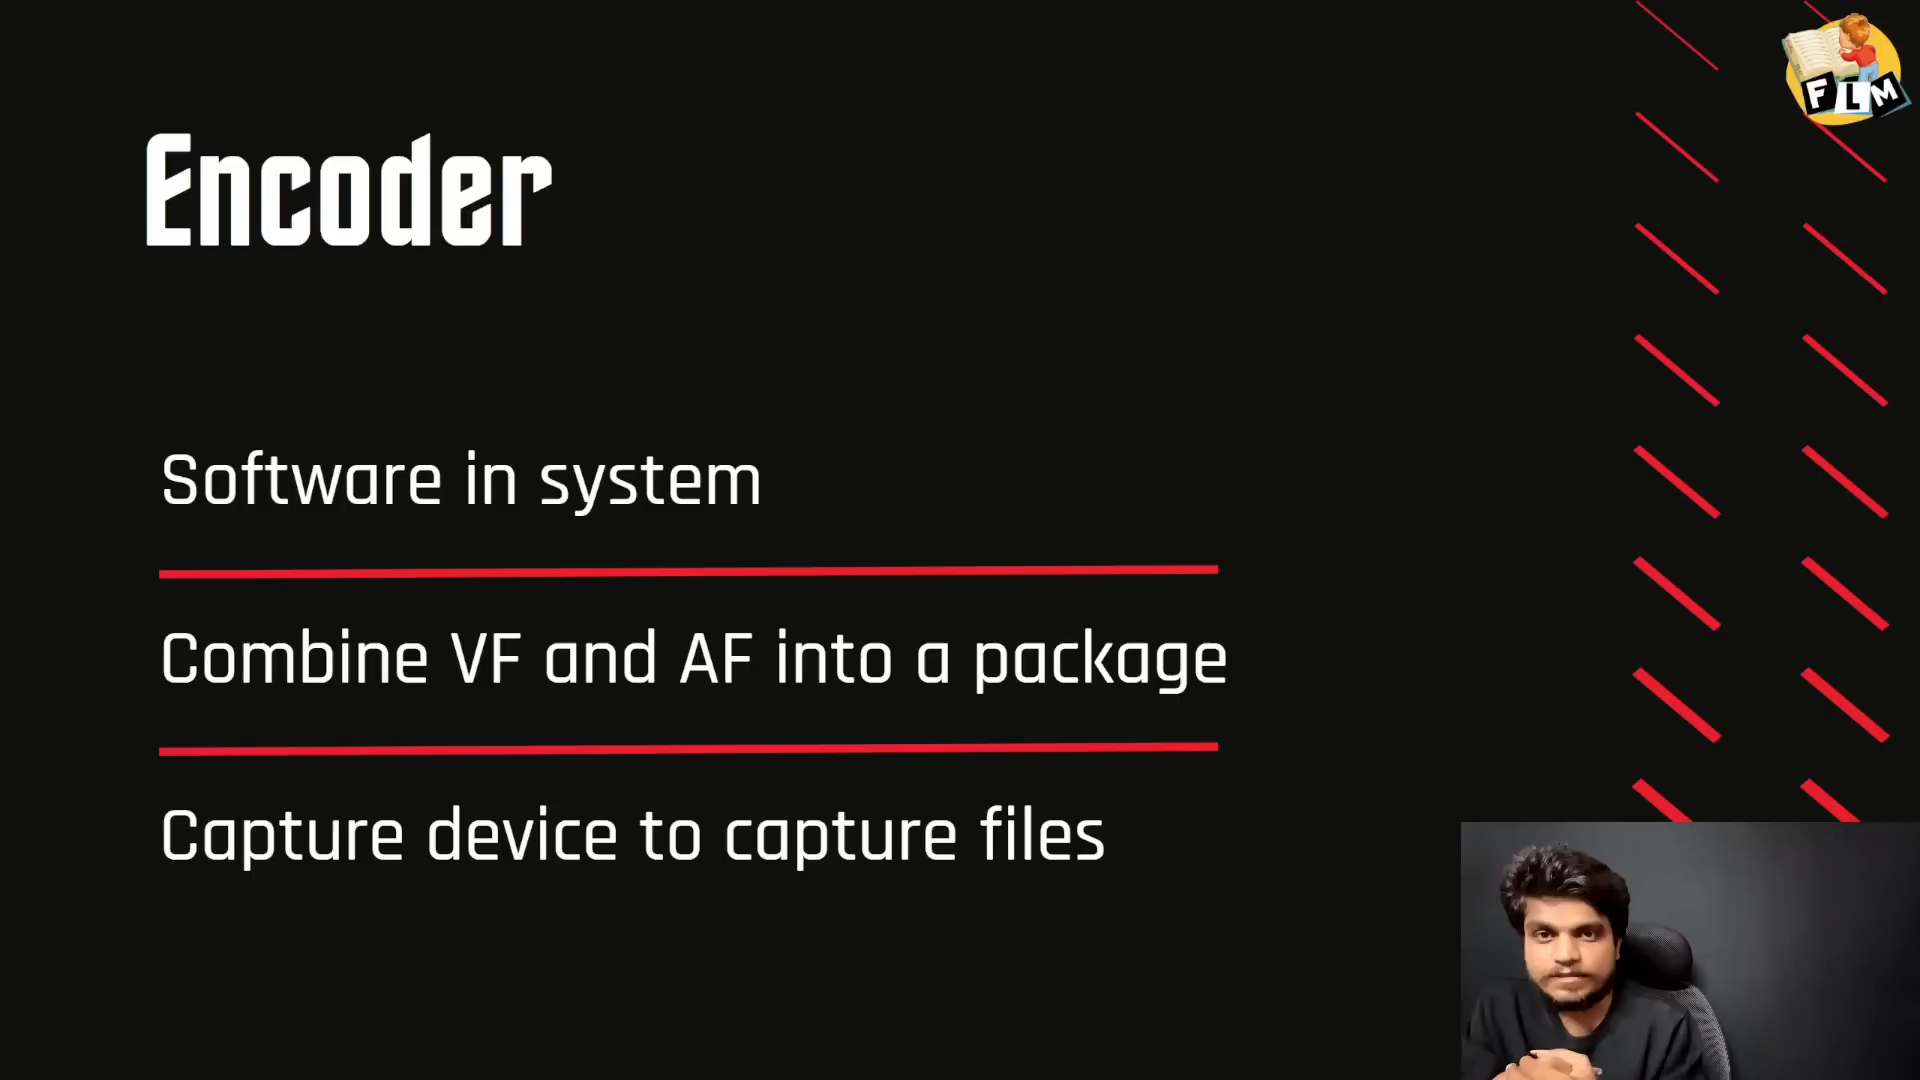 FLM
Encoder
Software in system
Combine VF and AF into a package
Capture device to capture files